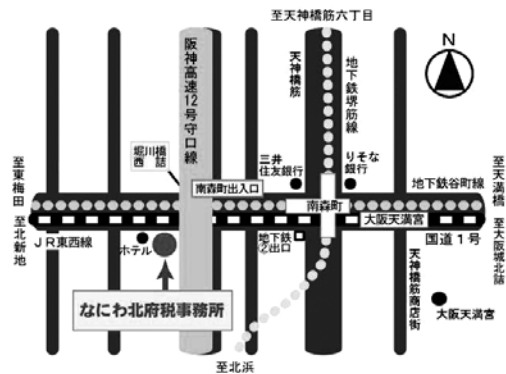 至天神橋筋六丁目
N
阪神高速12号守口線
天神橋筋
地下鉄堺筋線
堀川橋
西詰
三井
住友銀行
りそな
銀行
至東梅田
南森町出入口
地下鉄谷町線
至天満橋
南森町
大阪天満宮
至北新地
JR東西線
ホテル
地下鉄
②出口
国道1号
至大阪城北詰
なにわ北府税事務所
天神橋筋商店街
大阪天満宮
至北浜